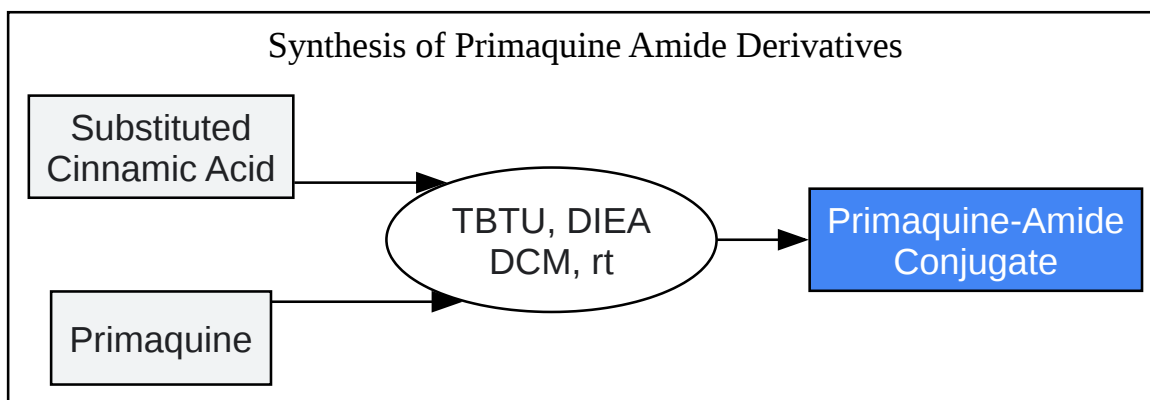 Synthesis of Primaquine Amide Derivatives
Substituted
Cinnamic Acid
TBTU, DIEA
DCM, rt
Primaquine-Amide
Conjugate
Primaquine